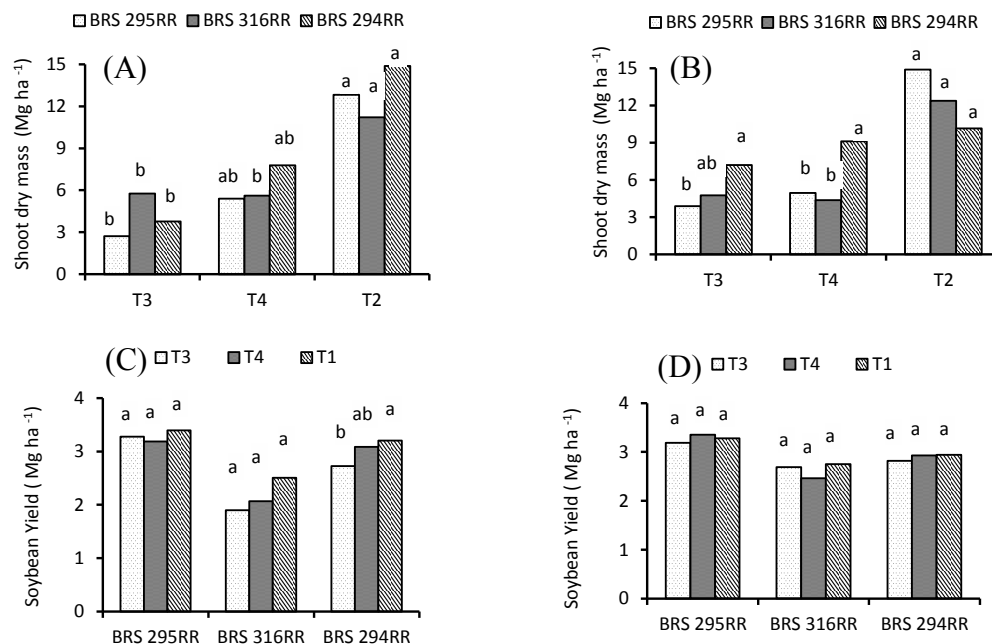 BRS 295RR BRS 316RR BRS 294RR
(A)
Shoot dry mass (Mg ha -1)
15
12
9
6
3
0
b b b
ab b ab
a a a
T3 T4 T2
BRS 295RR BRS 316RR BRS 294RR
(B)
Shoot dry mass (Mg ha -1)
15
12
9
6
3
0
b ab a
b b a
a a a
T3 T4 T2
T3 T4 T1
(C)
Soybean Yield ( Mg ha -1)
4
3
2
1
0
a a a
a a a
b ab a
BRS 295RR BRS 316RR BRS 294RR
T3 T4 T1
(D)
Soybean Yield ( Mg ha -1)
4
3
2
1
0
a a a
a a a
a a a
BRS 295RR BRS 316RR BRS 294RR